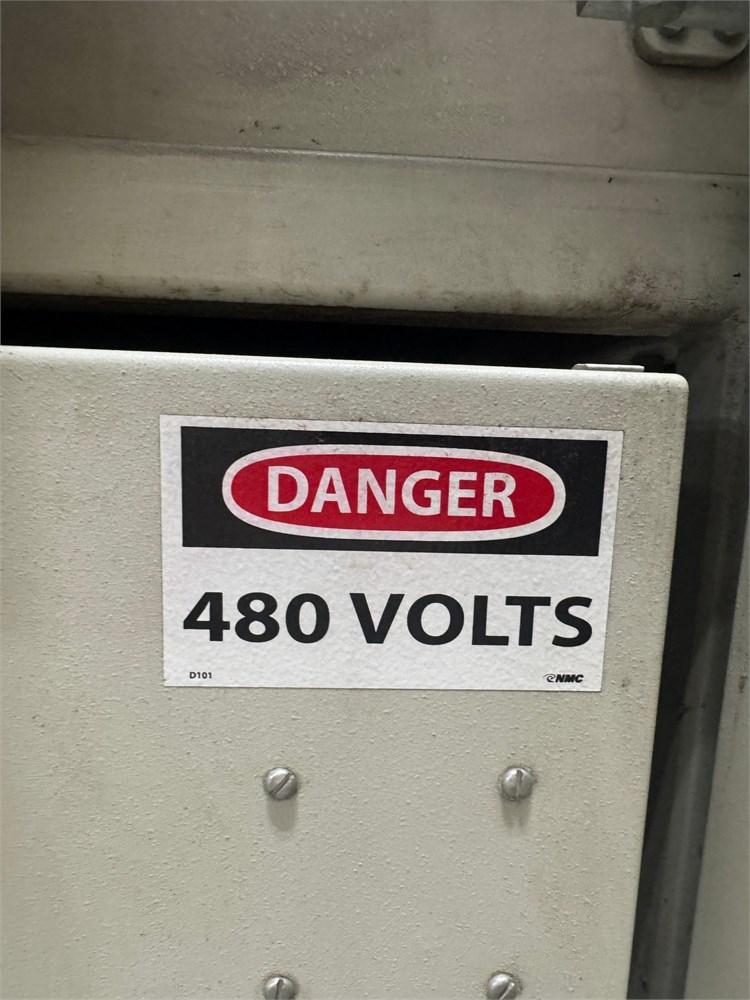 DANGER
480 VOLTS
D101
NMC